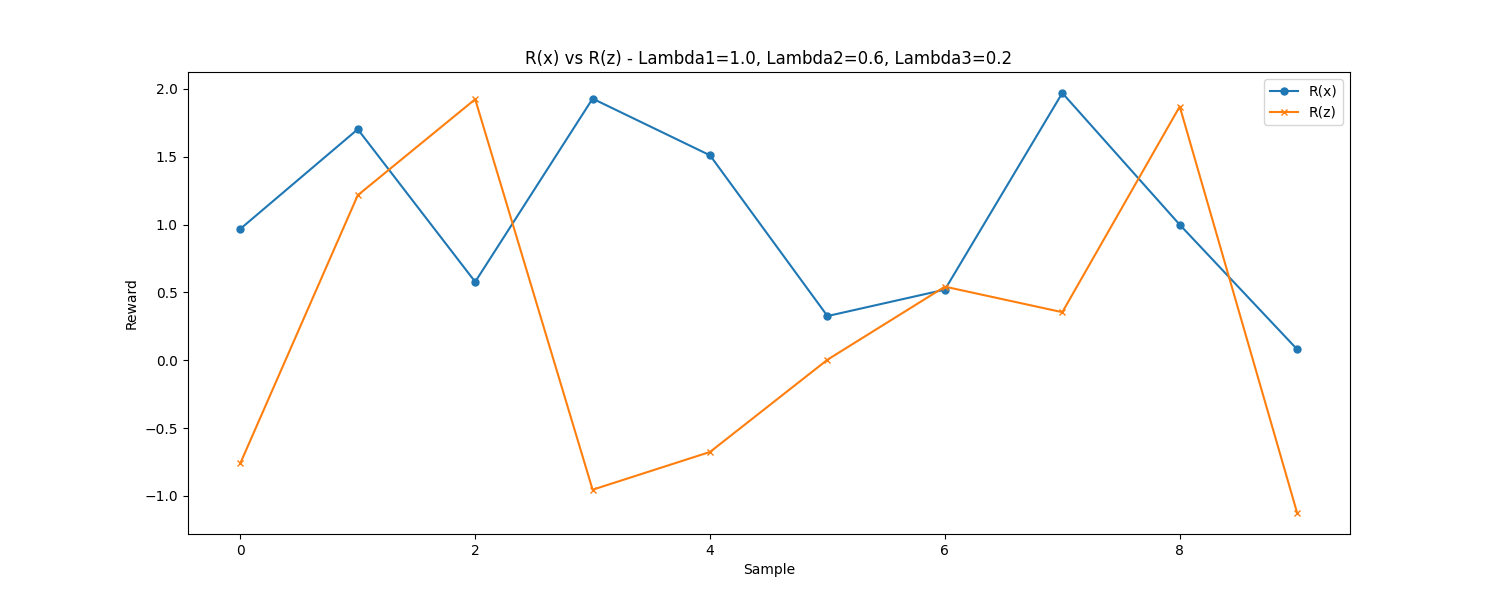 R(x) vs R(z) - Lambda1=1.0, Lambda2=0.6, Lambda3=0.2
R(x)
R(z)
2.0
1.5
1.0
0.5
0.0
−0.5
−1.0
Reward
0 2 4 6 8
Sample